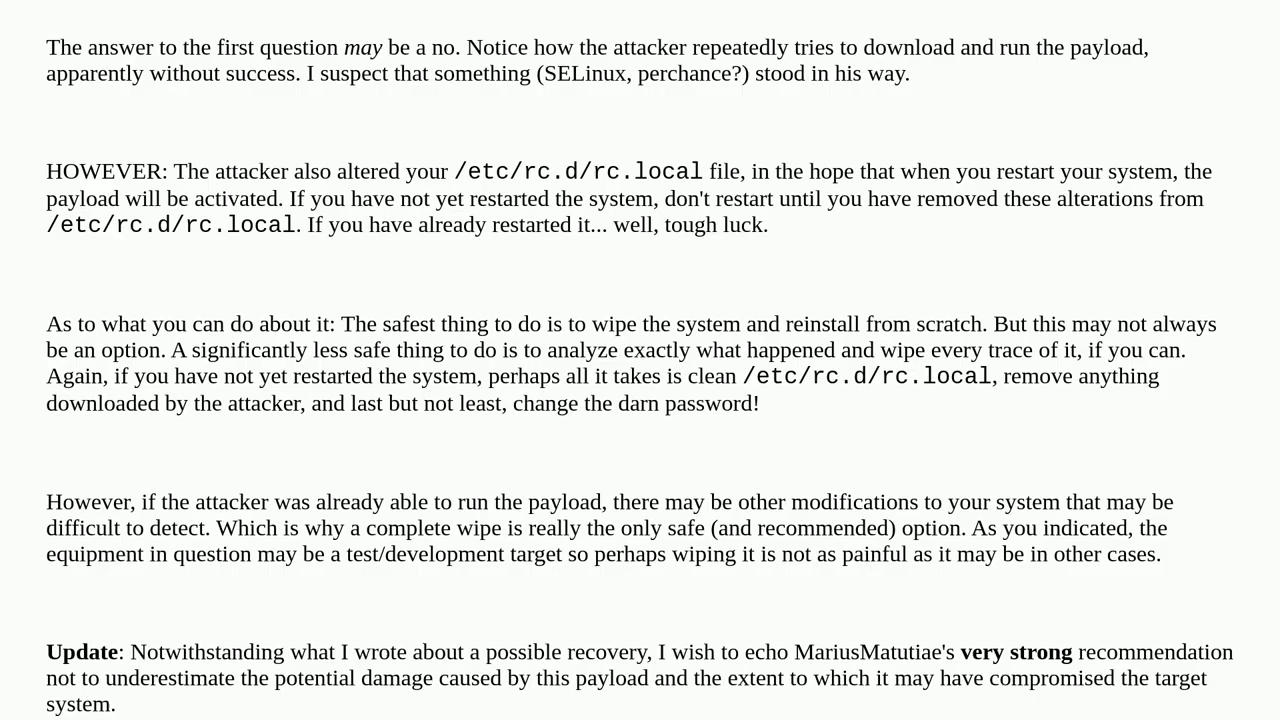 The answer to the first question may be a no. Notice how the attacker repeatedly tries to download and run the payload,
apparently without success. I suspect that something (SELinux, perchance?) stood in his way.
HOWEVER: The attacker also altered your /etc/rc.d/rc.local file, in the hope that when you restart your system, the
payload will be activated. If you have not yet restarted the system, don't restart until you have removed these alterations from
/etc/rc.d/rc.local. If you have already restarted it... well, tough luck.
As to what you can do about it: The safest thing to do is to wipe the system and reinstall from scratch. But this may not always
be an option. A significantly less safe thing to do is to analyze exactly what happened and wipe every trace of it, if you can.
Again, if you have not yet restarted the system, perhaps all it takes is clean /etc/rc.d/rc.local, remove anything
downloaded by the attacker, and last but not least, change the darn password!
However, if the attacker was already able to run the payload, there may be other modifications to your system that may be
difficult to detect. Which is why a complete wipe is really the only safe (and recommended) option. As you indicated, the
equipment in question may be a test/development target so perhaps wiping it is not as painful as it may be in other cases.
Update: Notwithstanding what I wrote about a possible recovery, I wish to echo MariusMatutiae's very strong recommendation
not to underestimate the potential damage caused by this payload and the extent to which it may have compromised the target
system.